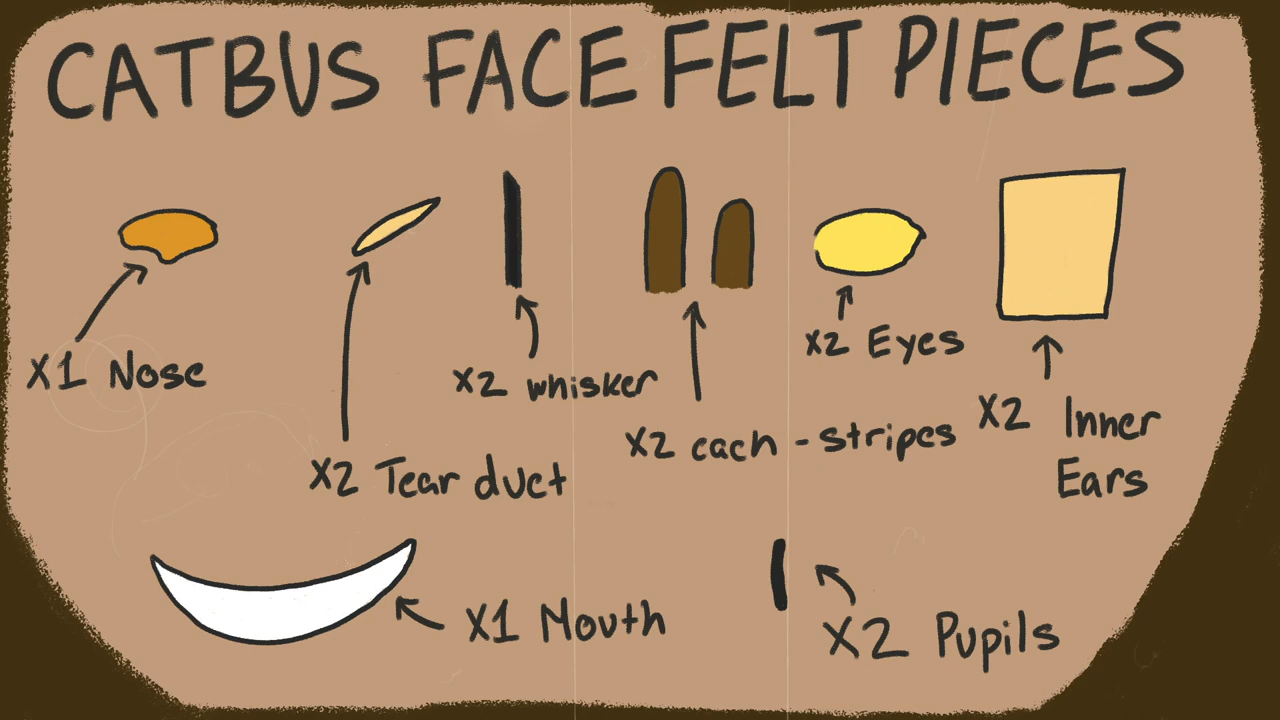 CATBUS FACE FELT PIECES
X1 Nose
X2 Tear duct
X2 whisker
X2 each - stripes
X2 Eyes
X2 Inner
Ears
X1 Mouth
X2 Pupils